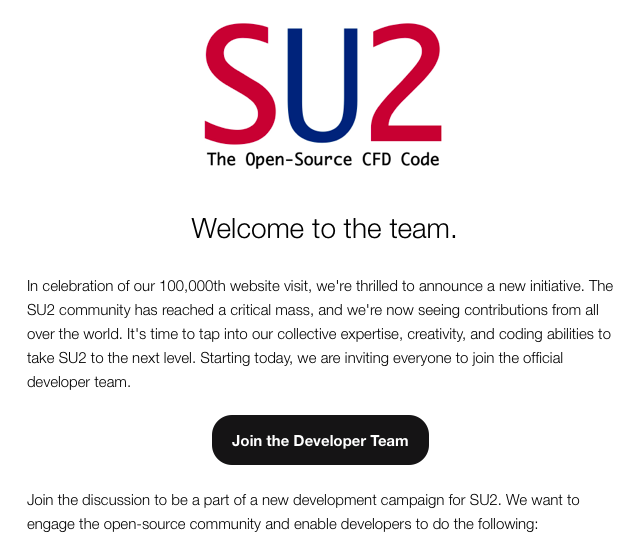 SU2
The Open-Source CFD Code
Welcome to the team.
In celebration of our 100,000th website visit, we're thrilled to announce a new initiative. The
SU2 community has reached a critical mass, and we're now seeing contributions from all
over the world. It's time to tap into our collective expertise, creativity, and coding abilities to
take SU2 to the next level. Starting today, we are inviting everyone to join the official
developer team.
Join the Developer Team
Join the discussion to be a part of a new development campaign for SU2. We want to
engage the open-source community and enable developers to do the following: